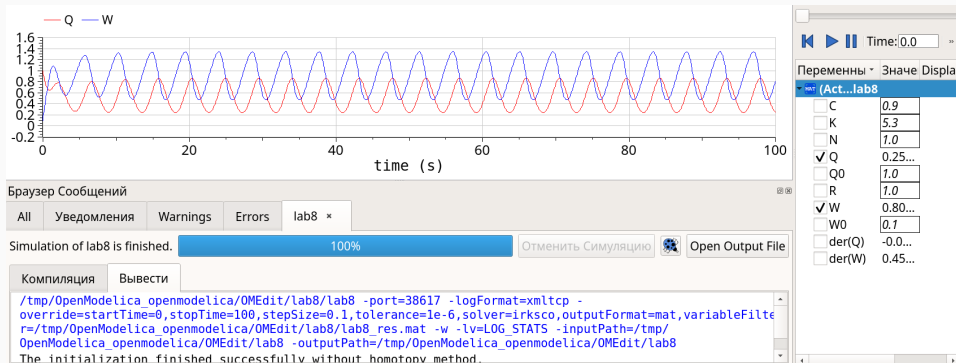 Q W
1.6
1.4
1.2
1
0.8
0.6
0.4
0.2
0
-0.2
0 20 40 60 80 100
time (s)
Time: 0.0
»
Переменны Значе Displa
(Act...lab8
C 0.9
K 5.3
N 1.0
Q 0.25...
Q0 1.0
R 1.0
W 0.80...
W0 0.1
der(Q) -0.0...
der(W) 0.45...
Браузер Сообщений
All Уведомления Warnings Errors lab8 ×
Simulation of lab8 is finished. 100% Отменить Симуляцию Open Output File
Компиляция Вывести
/tmp/OpenModelica_openmodelica/OMEdit/lab8/lab8 -port=38617 -logFormat=xmltcp -
override=startTime=0,stopTime=100,stepSize=0.1,tolerance=1e-6,solver=irksco,outputFormat=mat,variableFilte
r=/tmp/OpenModelica_openmodelica/OMEdit/lab8/lab8_res.mat -w -lv=LOG_STATS -inputPath=/tmp/
OpenModelica_openmodelica/OMEdit/lab8 -outputPath=/tmp/OpenModelica_openmodelica/OMEdit/lab8
The initialization finished successfully without homotopy method.